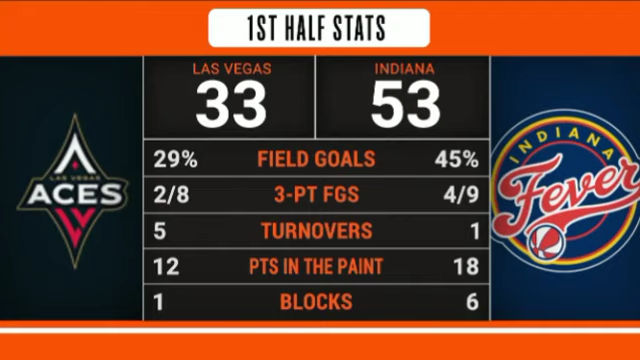 1ST HALF STATS
LAS VEGAS INDIANA
33 53
29% FIELD GOALS 45%
2/8 3-PT FGS 4/9
5 TURNOVERS 1
12 PTS IN THE PAINT 18
1 BLOCKS 6
LAS VEGAS
ACES
INDIANA
Fever